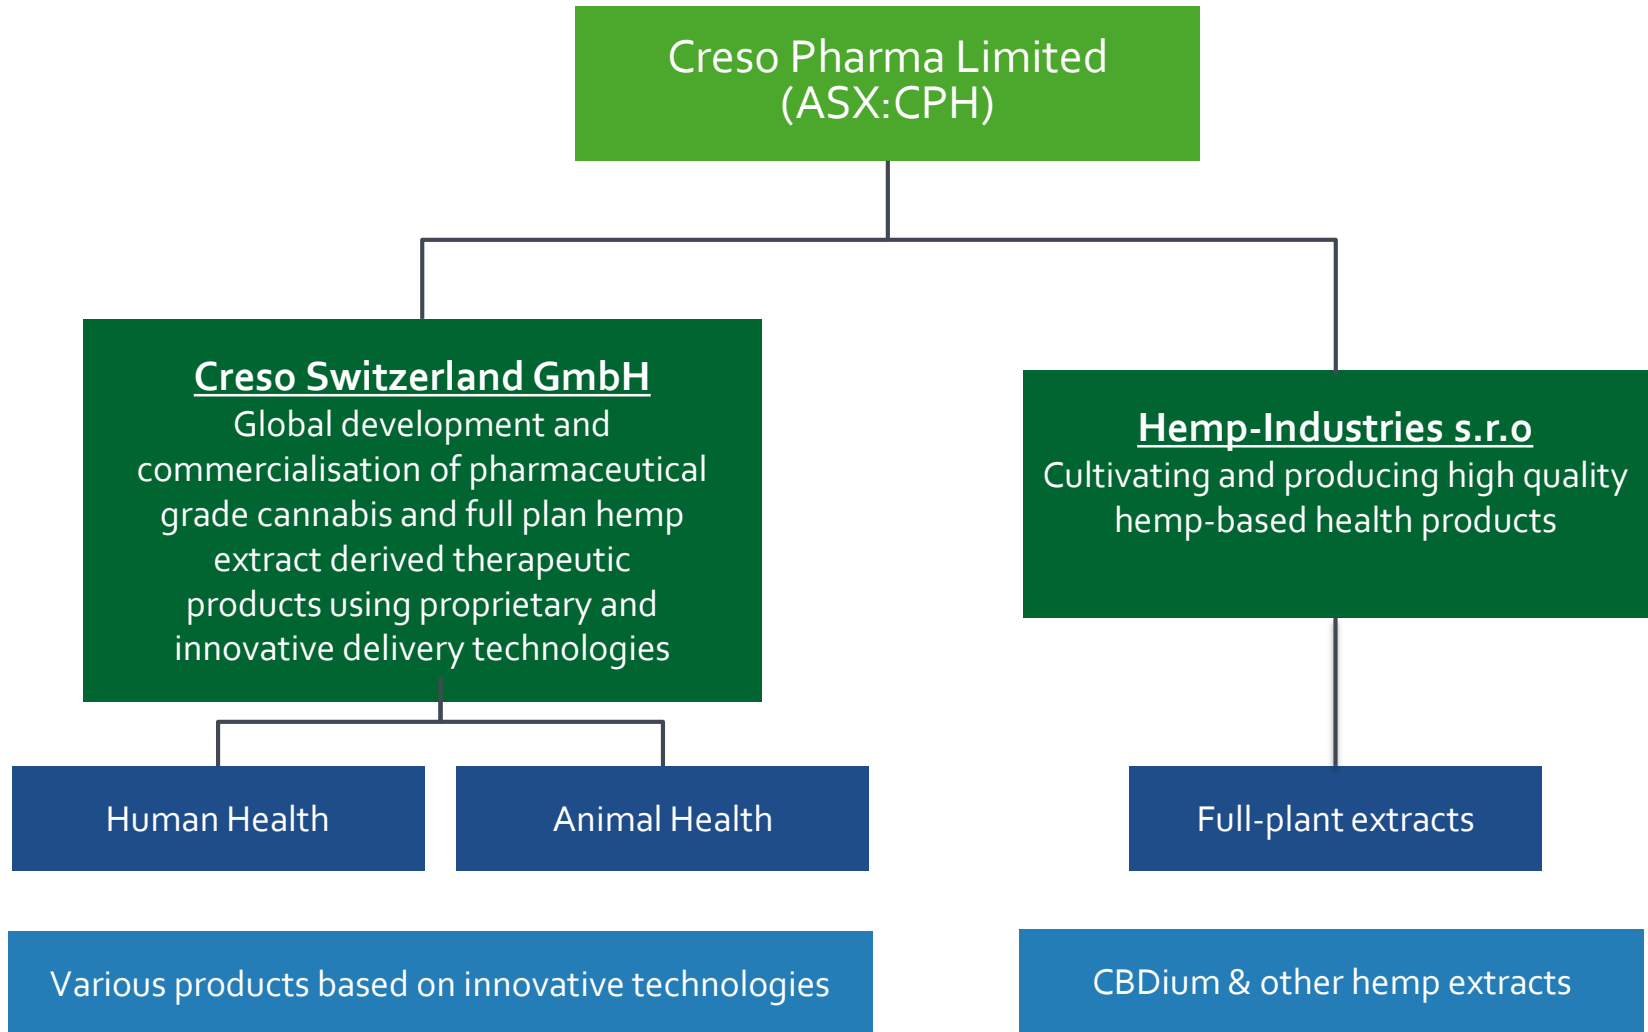 Creso Pharma Limited
(ASX:CPH)
Creso Switzerland GmbH
Global development and
commercialisation of pharmaceutical
grade cannabis and full plan hemp
extract derived therapeutic
products using proprietary and
innovative delivery technologies
Hemp-Industries s.r.o
Cultivating and producing high quality
hemp-based health products
Human Health
Animal Health
Full-plant extracts
Various products based on innovative technologies
CBDium & other hemp extracts